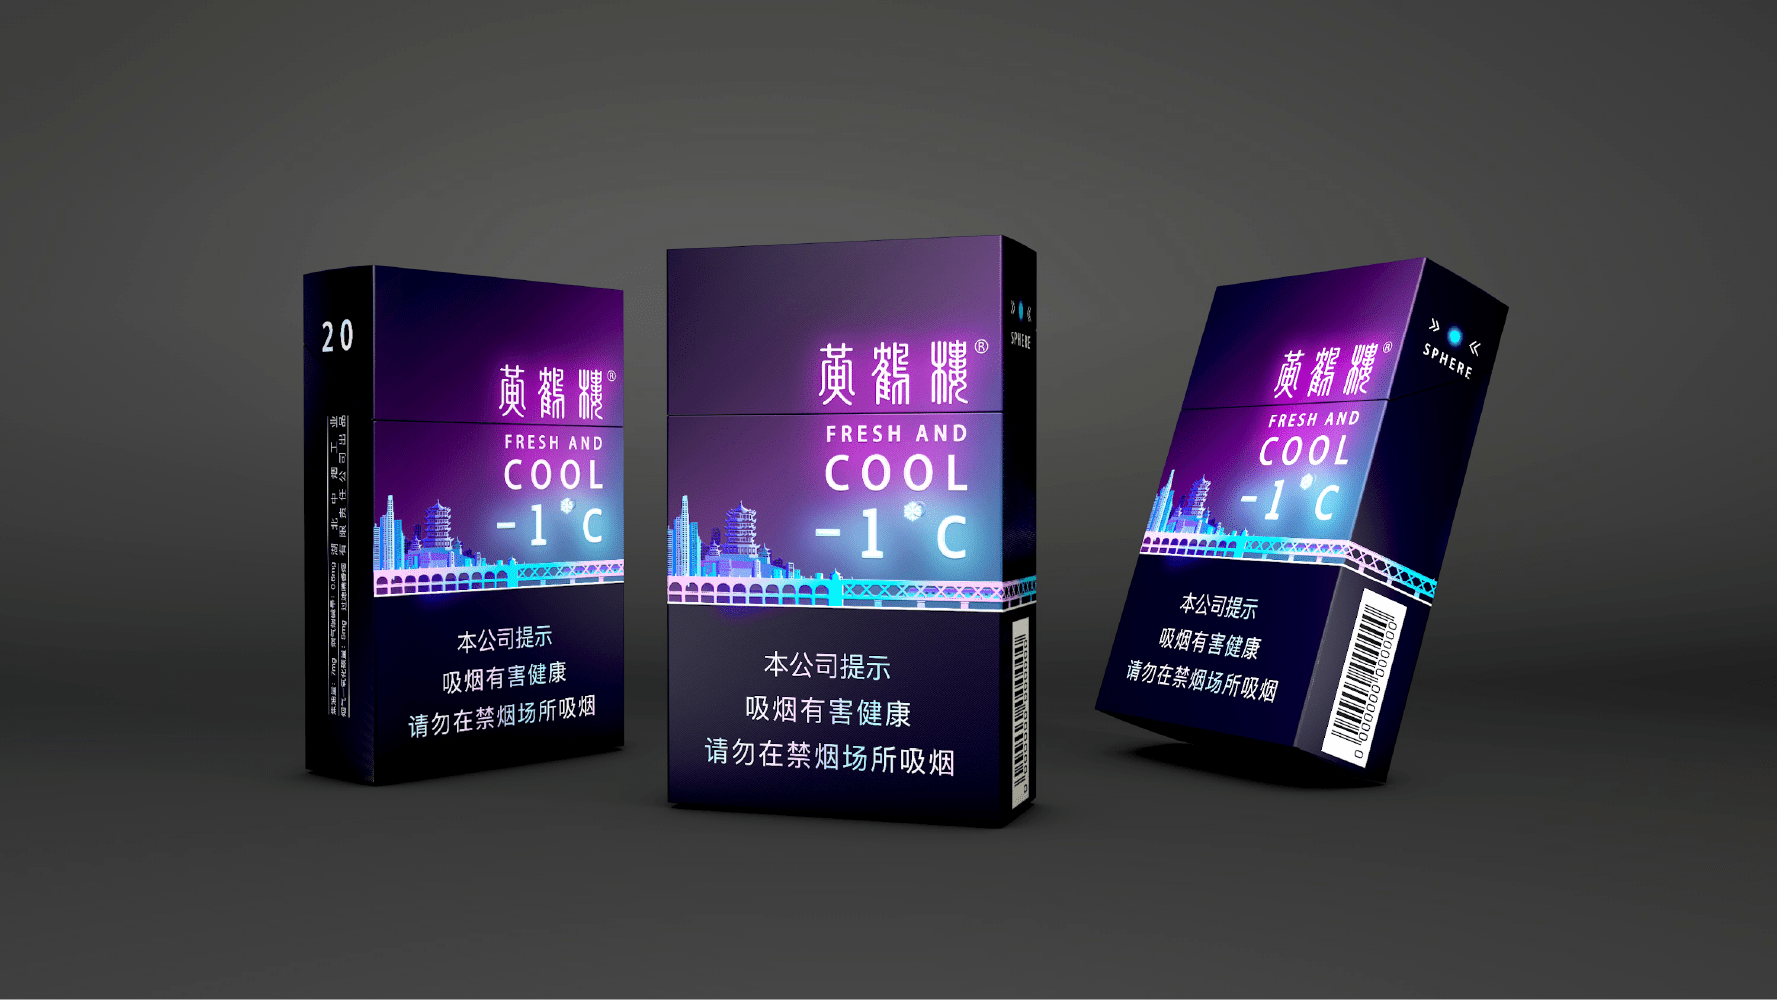 20
黄鹤楼®
FRESH AND
COOL
-1°C
本公司提示
吸烟有害健康
请勿在禁烟场所吸烟
黄鹤楼®
FRESH AND
COOL
-1°C
本公司提示
吸烟有害健康
请勿在禁烟场所吸烟
» «
SPHERE
黄鹤楼®
FRESH AND
COOL
-1°C
本公司提示
吸烟有害健康
请勿在禁烟场所吸烟
» «
SPHERE